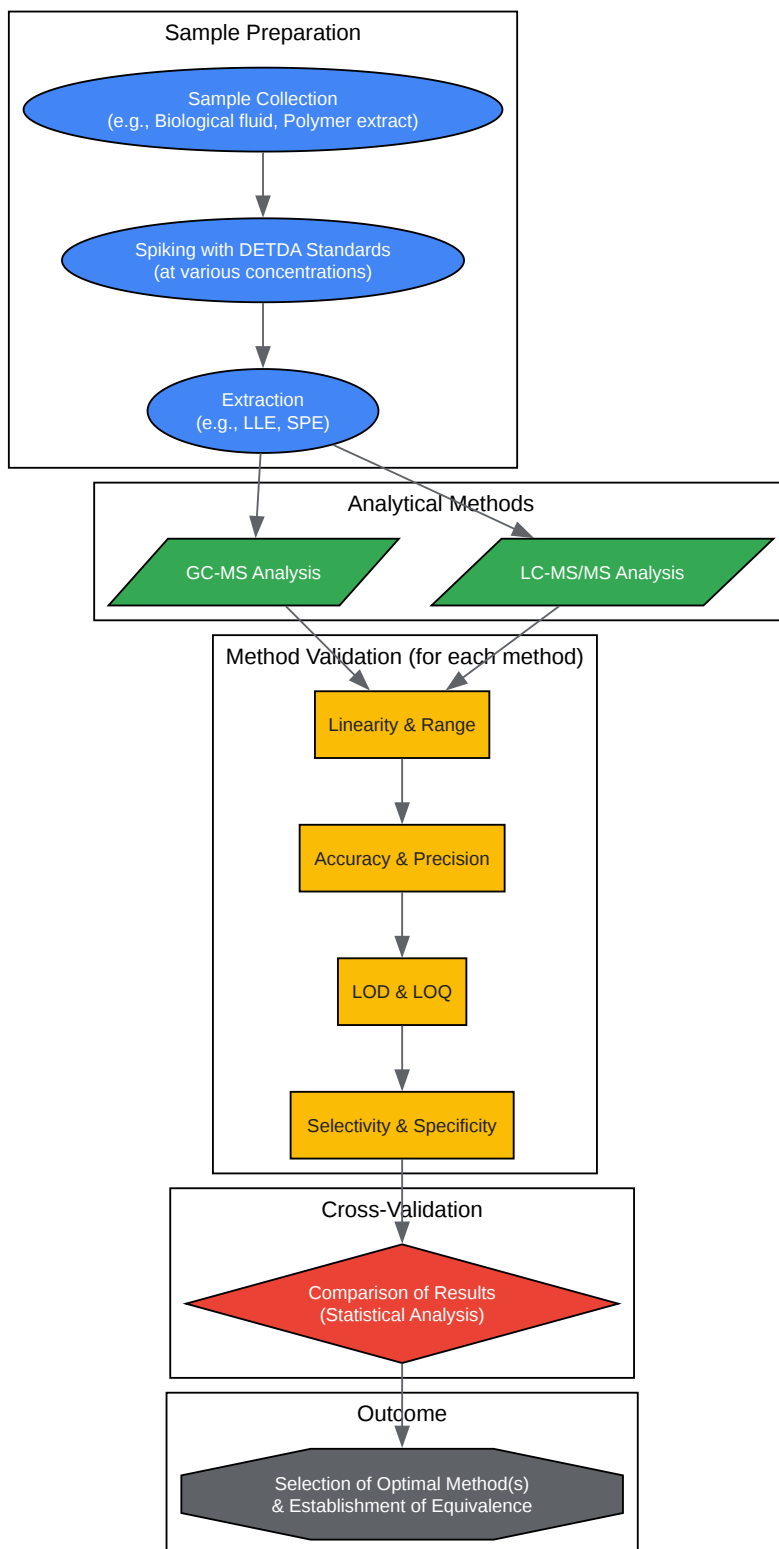 Sample Preparation
Sample Collection
(e.g., Biological fluid, Polymer extract)
Spiking with DETDA Standards
(at various concentrations)
Extraction
(e.g., LLE, SPE)
Analytical Methods
GC-MS Analysis
LC-MS/MS Analysis
Method Validation (for each method)
Linearity & Range
Accuracy & Precision
LOD & LOQ
Selectivity & Specificity
Cross-Validation
Comparison of Results
(Statistical Analysis)
Outcome
Selection of Optimal Method(s)
& Establishment of Equivalence